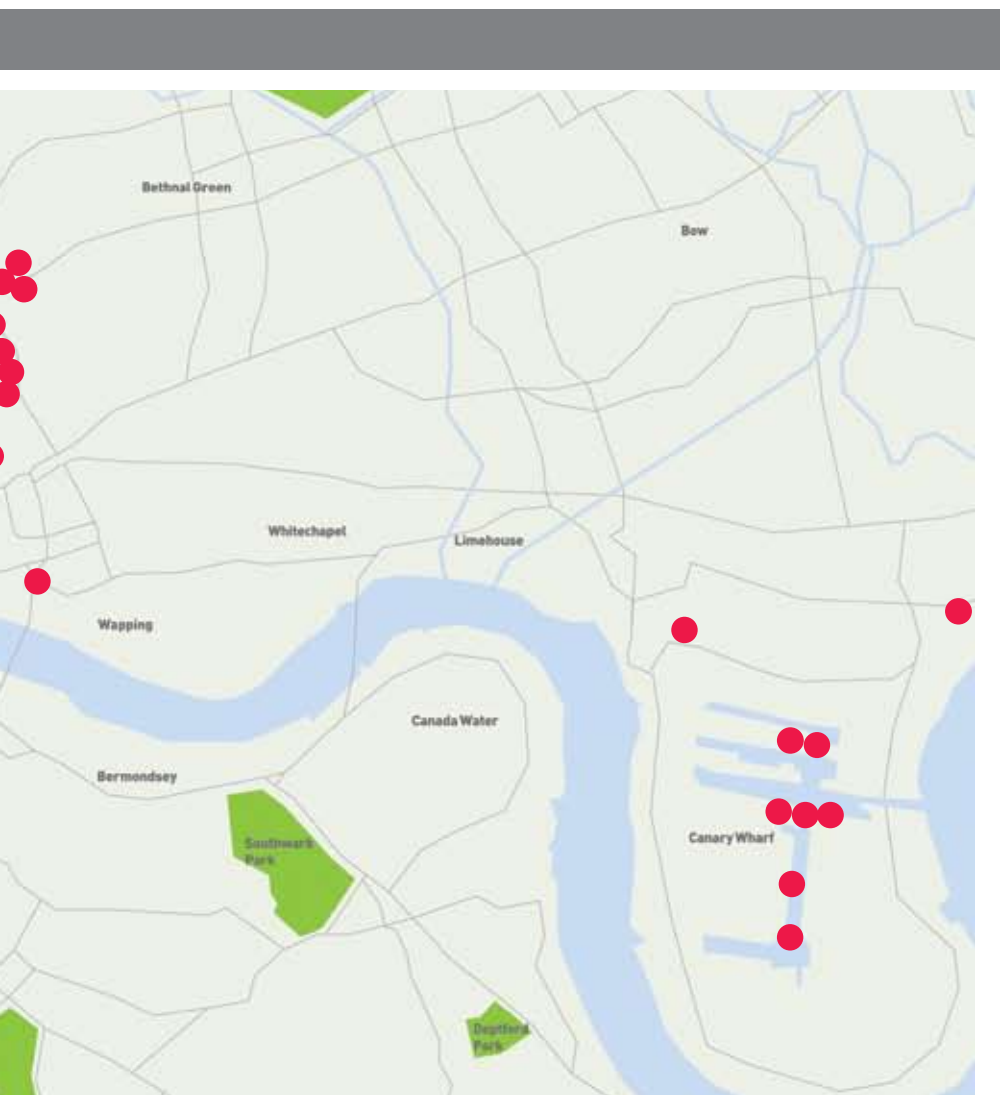 Bethnal Green
Bow
Whitechapel
Limehouse
Wapping
Canada Water
Bermondsey
Canary Wharf
Southwark
Park
Deptford
Park